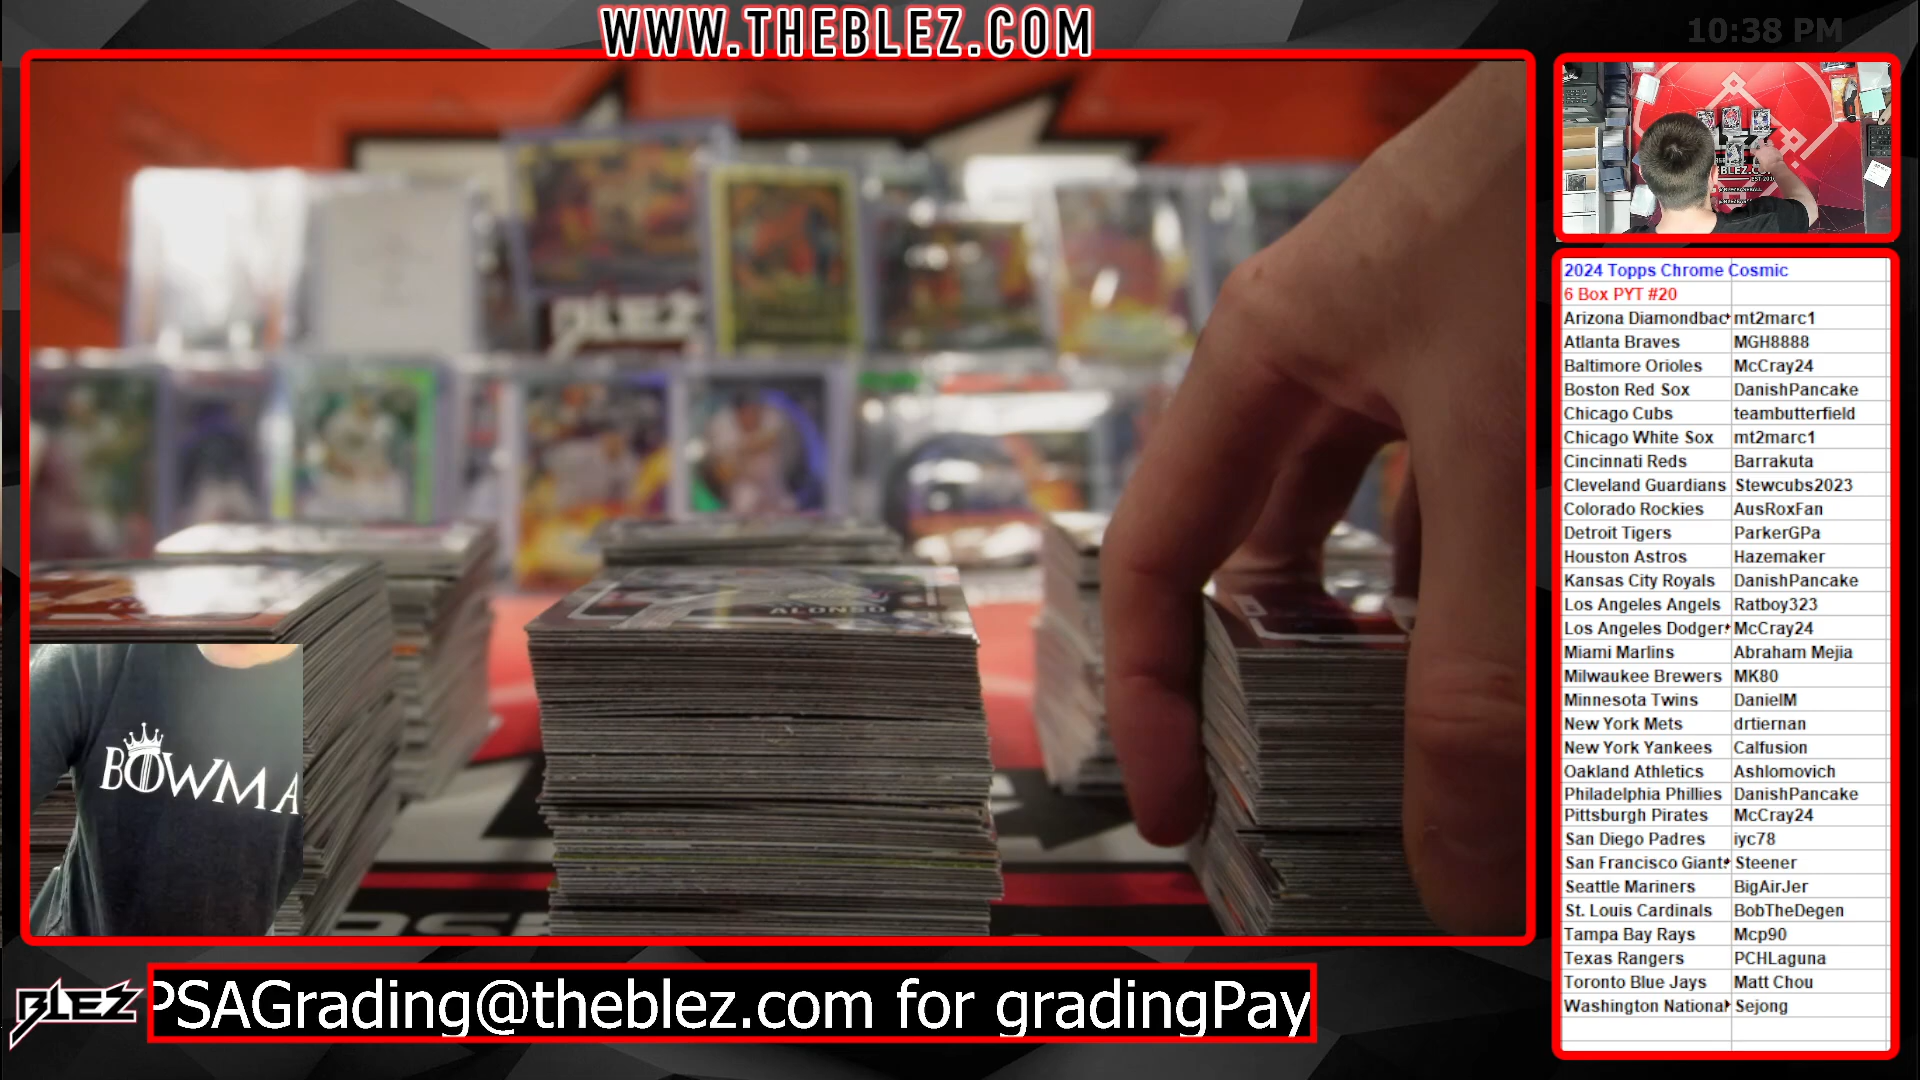 WWW.THEBLEZ.COM
10:38 PM
BLEZ
ALONSO
BOWMA
2024 Topps Chrome Cosmic
6 Box PYT #20
Arizona Diamondbac mt2marc1
Atlanta Braves MGH8888
Baltimore Orioles McCray24
Boston Red Sox DanishPancake
Chicago Cubs teambutterfield
Chicago White Sox mt2marc1
Cincinnati Reds Barrakuta
Cleveland Guardians Stewcubs2023
Colorado Rockies AusRoxFan
Detroit Tigers ParkerGPa
Houston Astros Hazemaker
Kansas City Royals DanishPancake
Los Angeles Angels Ratboy323
Los Angeles Dodger McCray24
Miami Marlins Abraham Mejia
Milwaukee Brewers MK80
Minnesota Twins DanielM
New York Mets drtiernan
New York Yankees Calfusion
Oakland Athletics Ashlomovich
Philadelphia Phillies DanishPancake
Pittsburgh Pirates McCray24
San Diego Padres iyc78
San Francisco Giant Steener
Seattle Mariners BigAirJer
St. Louis Cardinals BobTheDegen
Tampa Bay Rays Mcp90
Texas Rangers PCHLaguna
Toronto Blue Jays Matt Chou
Washington National Sejong
BLEZ
PSAGrading@theblez.com for gradingPay